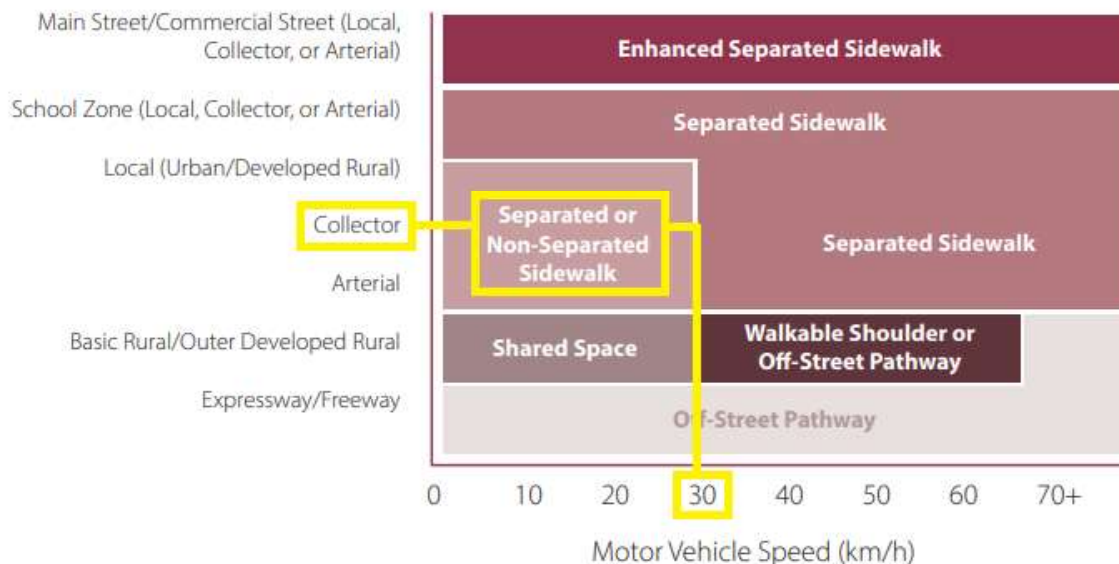 Main Street/Commercial Street (Local,
Collector, or Arterial)
Enhanced Separated Sidewalk
School Zone (Local, Collector, or Arterial)
Separated Sidewalk
Local (Urban/Developed Rural)
Collector
Separated or
Non-Separated
Sidewalk
Separated Sidewalk
Arterial
Basic Rural/Outer Developed Rural
Shared Space
Walkable Shoulder or
Off-Street Pathway
Expressway/Freeway
Off-Street Pathway
0 10 20 30 40 50 60 70+
Motor Vehicle Speed (km/h)